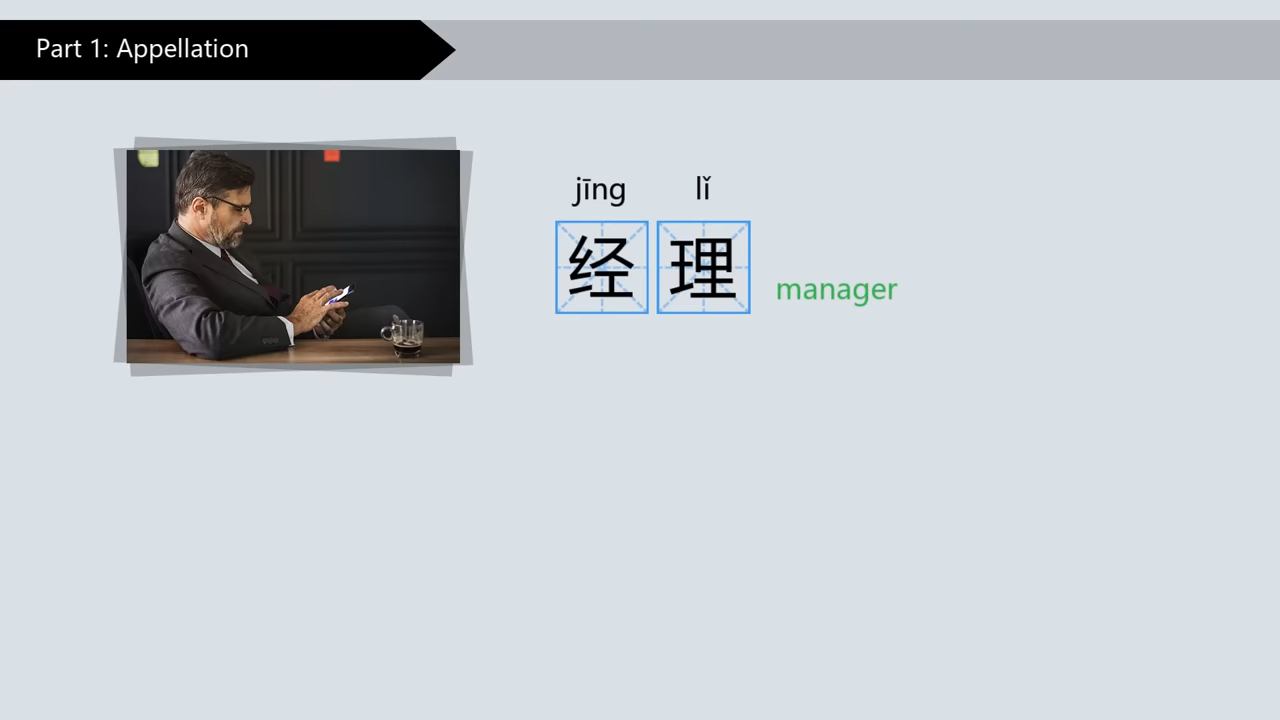 Part 1: Appellation
jīng lǐ
经理
manager